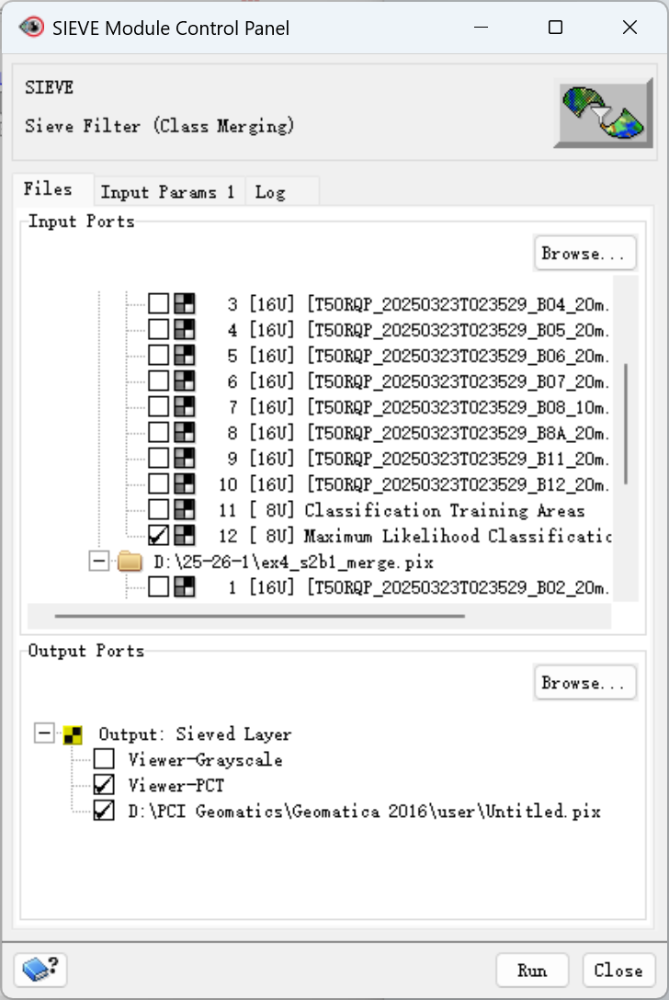 SIEVE Module Control Panel
SIEVE
Sieve Filter (Class Merging)
Files
Input Params 1
Log
Input Ports
Browse...
3 [16U] [T50RQP_20250323T023529_B04_20m.
4 [16U] [T50RQP_20250323T023529_B05_20m.
5 [16U] [T50RQP_20250323T023529_B06_20m.
6 [16U] [T50RQP_20250323T023529_B07_20m.
7 [16U] [T50RQP_20250323T023529_B08_10m.
8 [16U] [T50RQP_20250323T023529_B8A_20m.
9 [16U] [T50RQP_20250323T023529_B11_20m.
10 [16U] [T50RQP_20250323T023529_B12_20m.
11 [ 8U] Classification Training Areas
12 [ 8U] Maximum Likelihood Classificatio
D:\25-26-1\ex4_s2b1_merge.pix
1 [16U] [T50RQP_20250323T023529_B02_20m.
Output Ports
Browse...
Output: Sieved Layer
Viewer-Grayscale
Viewer-PCT
D:\PCI Geomatics\Geomatica 2016\user\Untitled.pix
?
Run
Close